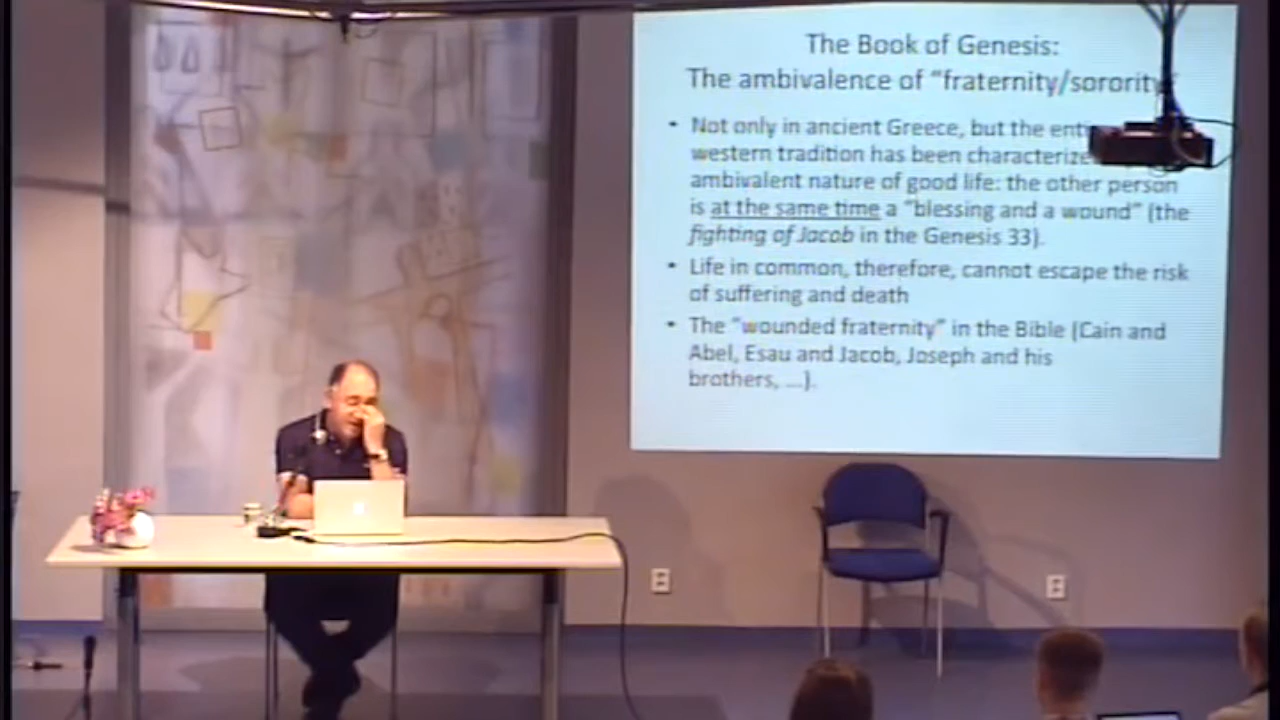 The Book of Genesis:
The ambivalence of “fraternity/sorority
• Not only in ancient Greece, but the
western tradition has been
ambivalent nature of good life: the other person
is at the same time a “blessing and a wound” (the
fighting of Jacob in the Genesis 33).
• Life in common, therefore, cannot escape the risk
of suffering and death
• The “wounded fraternity” in the Bible (Cain and
Abel, Esau and Jacob, Joseph and his
brothers, ...).